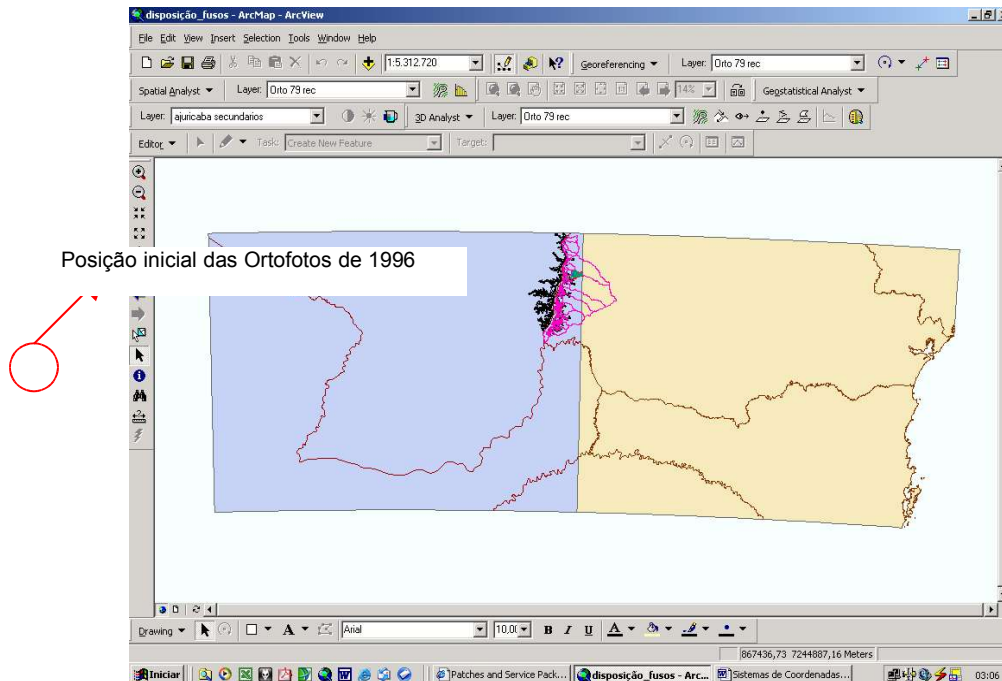 disposição_fusos - ArcMap - ArcView
File Edit View Insert Selection Tools Window Help
1:5.312.720 Georeferencing Layer: Orto 79 rec
Spatial Analyst Layer: Orto 79 rec 14% Geostatistical Analyst
Layer: ajuricaba secundarios 3D Analyst Layer: Orto 79 rec
Editor Task: Create New Feature Target:
Posição inicial das Ortofotos de 1996
Drawing A Arial 10,0 B I U A
867436,73 7244887,16 Meters
Iniciar Patches and Service Pack... disposição_fusos - Arc... Sistemas de Coordenadas... 03:06